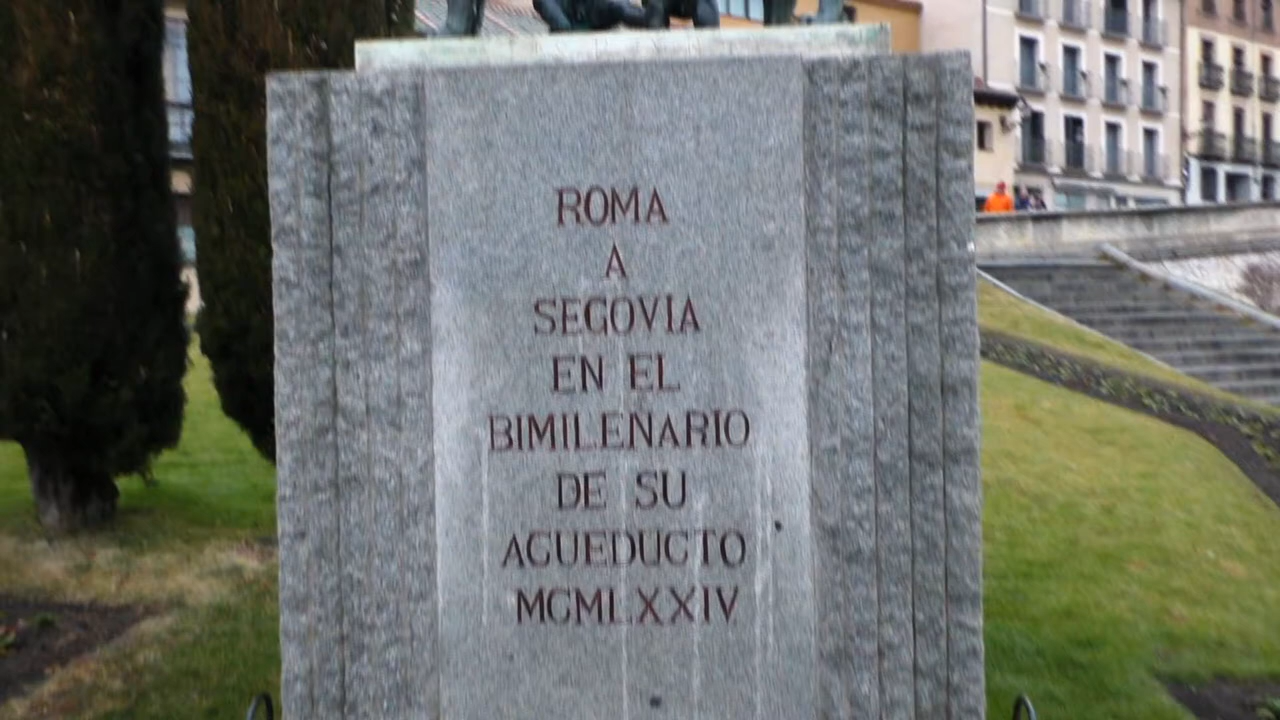 ROMA
A
SEGOVIA
EN EL
BIMILENARIO
DE SU
ACUEDUCTO
MCMLXXIV